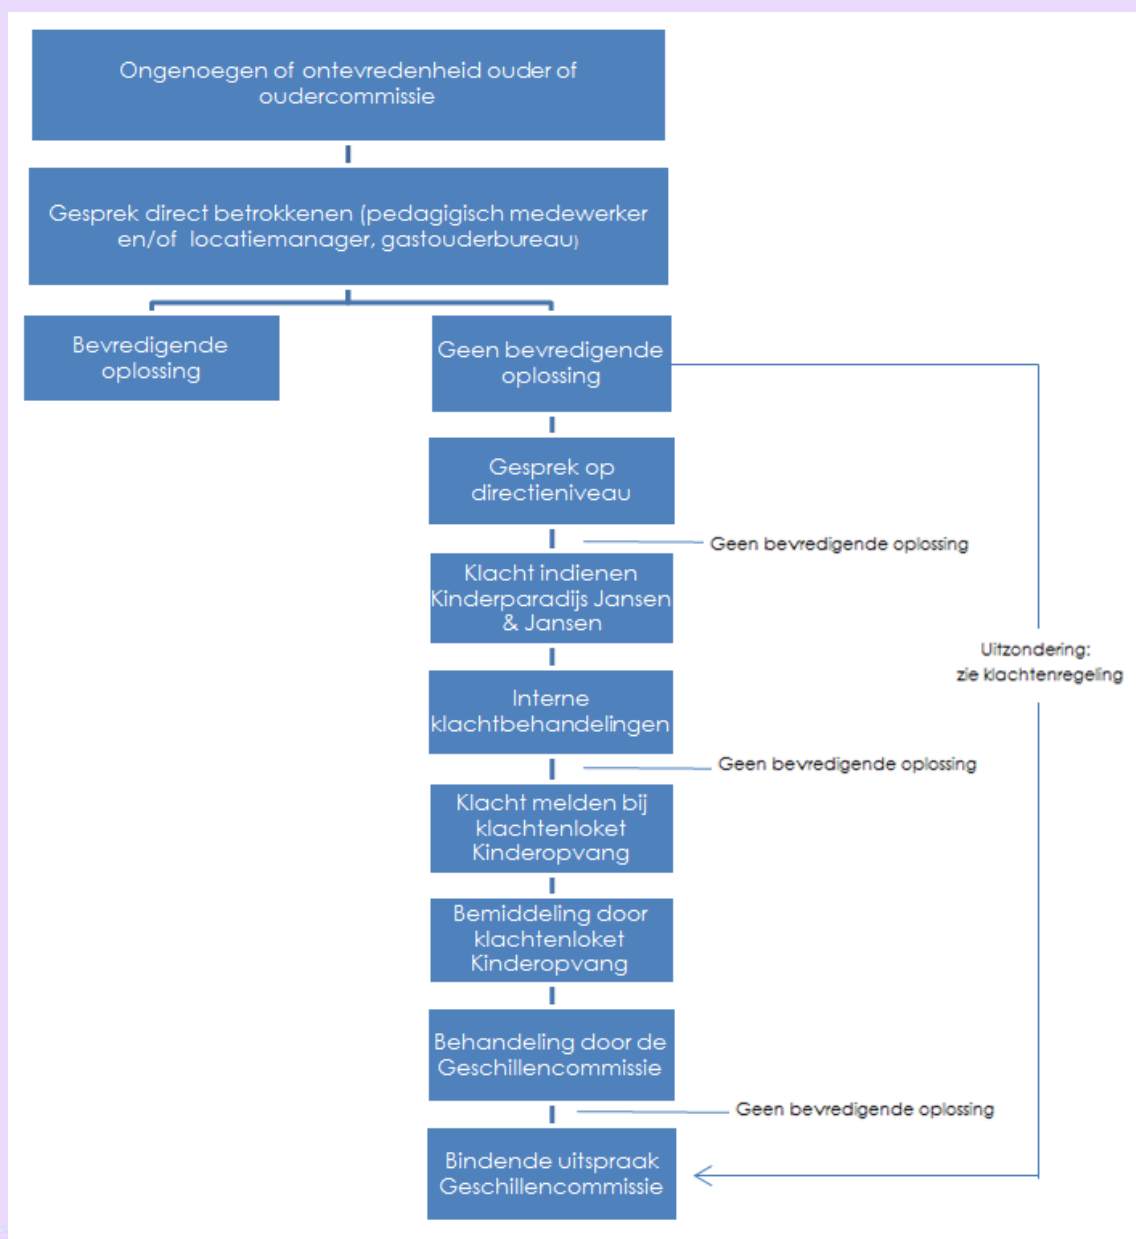 Ongenoegen of ontevredenheid ouder of
oudercommissie
Gesprek direct betrokkenen (pedagigisch medewerker
en/of locatiemanager, gastouderbureau)
Bevredigende
oplossing
Geen bevredigende
oplossing
Gesprek op
directieniveau
Geen bevredigende oplossing
Klacht indienen
Kinderparadijs Jansen
& Jansen
Uitzondering:
zie klachtenregeling
Interne
klachtbehandelingen
Geen bevredigende oplossing
Klacht melden bij
klachtenloket
Kinderopvang
Bemiddeling door
klachtenloket
Kinderopvang
Behandeling door de
Geschillencommissie
Geen bevredigende oplossing
Bindende uitspraak
Geschillencommissie